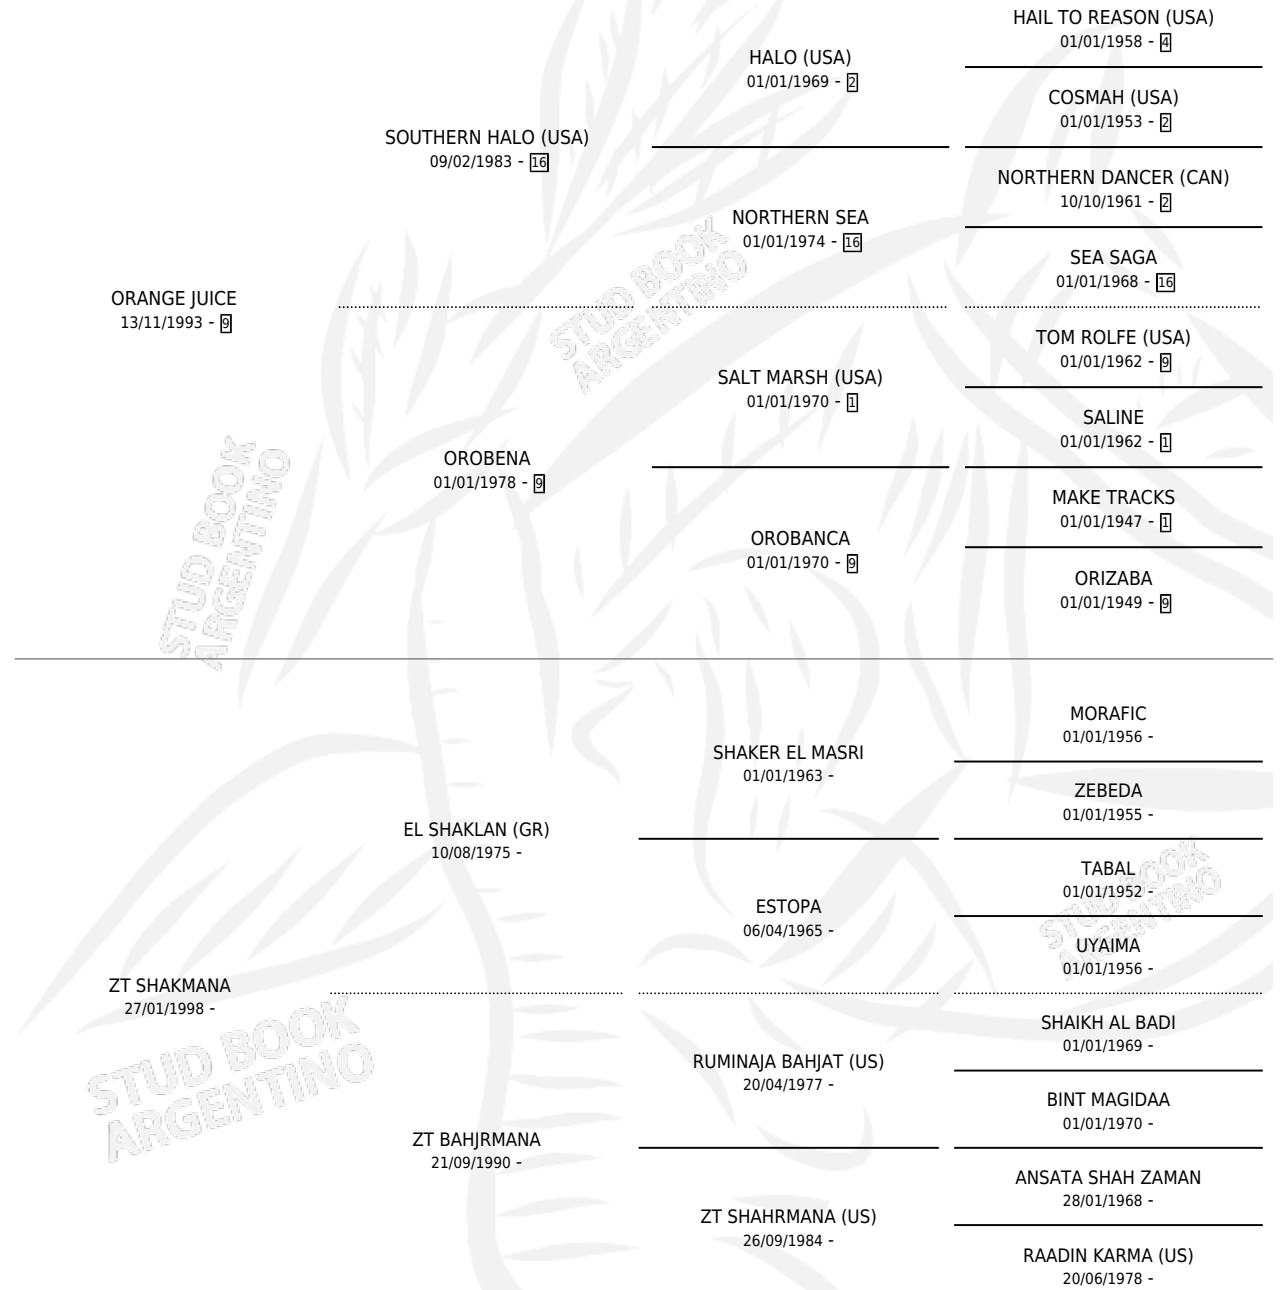 HAIL TO REASON (USA)
01/01/1958 - 4
HALO (USA)
01/01/1969 - 2
COSMAH (USA)
01/01/1953 - 2
SOUTHERN HALO (USA)
09/02/1983 - 16
NORTHERN DANCER (CAN)
10/10/1961 - 2
NORTHERN SEA
01/01/1974 - 16
SEA SAGA
01/01/1968 - 16
ORANGE JUICE
13/11/1993 - 9
TOM ROLFE (USA)
01/01/1962 - 9
SALT MARSH (USA)
01/01/1970 - 1
SALINE
01/01/1962 - 1
OROBENA
01/01/1978 - 9
MAKE TRACKS
01/01/1947 - 1
OROBANCA
01/01/1970 - 9
ORIZABA
01/01/1949 - 9
STUD BOOK
ARGENTINO
STUD BOOK
ARGENTINO
MORAFIC
01/01/1956 -
SHAKER EL MASRI
01/01/1963 -
ZEBEDA
01/01/1955 -
EL SHAKLAN (GR)
10/08/1975 -
TABAL
01/01/1952 -
ESTOPA
06/04/1965 -
UYAIMA
01/01/1956 -
ZT SHAKMANA
27/01/1998 -
SHAIKH AL BADI
01/01/1969 -
RUMINAJA BAHJAT (US)
20/04/1977 -
BINT MAGIDAA
01/01/1970 -
ZT BAHJRMANA
21/09/1990 -
ANSATA SHAH ZAMAN
28/01/1968 -
ZT SHAHRMANA (US)
26/09/1984 -
RAADIN KARMA (US)
20/06/1978 -
STUD BOOK
ARGENTINO
STUD BOOK
ARGENTINO